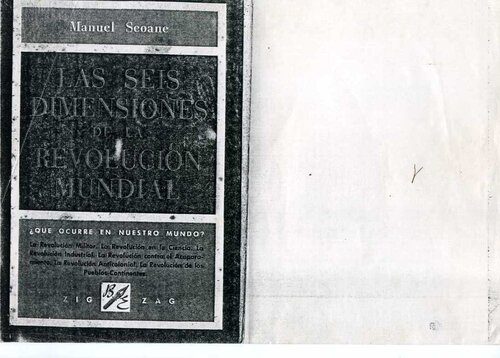 Manuel Seoane
LAS SEIS
DIMENSIONES
DE LA
REVOLUCION
MUNDIAL
¿QUE OCURRE EN NUESTRO MUNDO?
La Revolución Militar. La Revolución en la Ciencia. La
Revolución Industrial. La Revolución contra el Acapara-
miento. La Revolución Anticolonial. La Revolución de los
Pueblos-Continentes.
ZIG ZAG